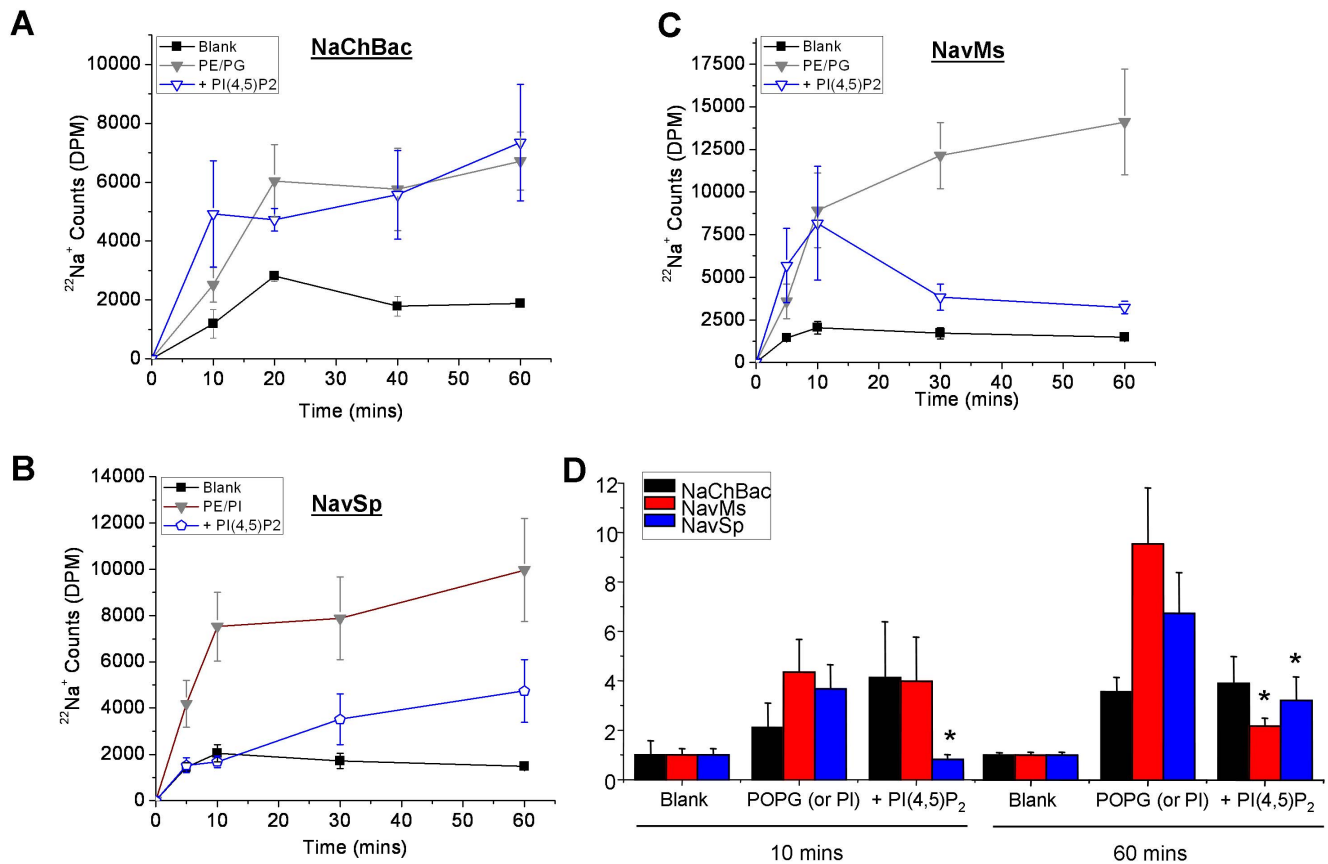 A
NaChBac
Blank
PE/PG
+ PI(4,5)P2
10000
8000
6000
4000
2000
0
²²Na⁺ Counts (DPM)
0 10 20 30 40 50 60
Time (mins)
C
NavMs
Blank
PE/PG
+ PI(4,5)P2
17500
15000
12500
10000
7500
5000
2500
0
²²Na⁺ Counts (DPM)
0 10 20 30 40 50 60
Time (mins)
B
NavSp
Blank
PE/PI
+ PI(4,5)P2
14000
12000
10000
8000
6000
4000
2000
0
²²Na⁺ Counts (DPM)
0 10 20 30 40 50 60
Time (mins)
D
NaChBac
NavMs
NavSp
12
10
8
6
4
2
0
*
*
*
Blank POPG (or PI) + PI(4,5)P₂ Blank POPG (or PI) + PI(4,5)P₂
10 mins 60 mins